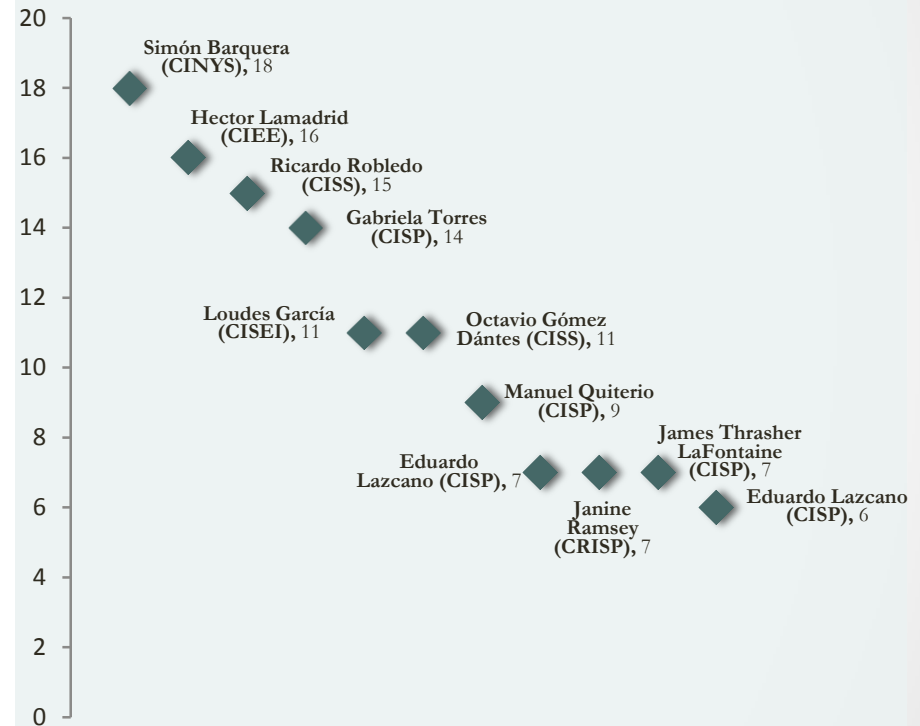 20
18
16
14
12
10
8
6
4
2
0
Simón Barquera
(CINYS), 18
Hector Lamadrid
(CIEE), 16
Ricardo Robledo
(CISS), 15
Gabriela Torres
(CISP), 14
Loudes García
(CISEI), 11
Octavio Gómez
Dántes (CISS), 11
Manuel Quiterio
(CISP), 9
Eduardo
Lazcano (CISP), 7
Janine
Ramsey
(CRISP), 7
James Thrasher
LaFontaine
(CISP), 7
Eduardo Lazcano
(CISP), 6